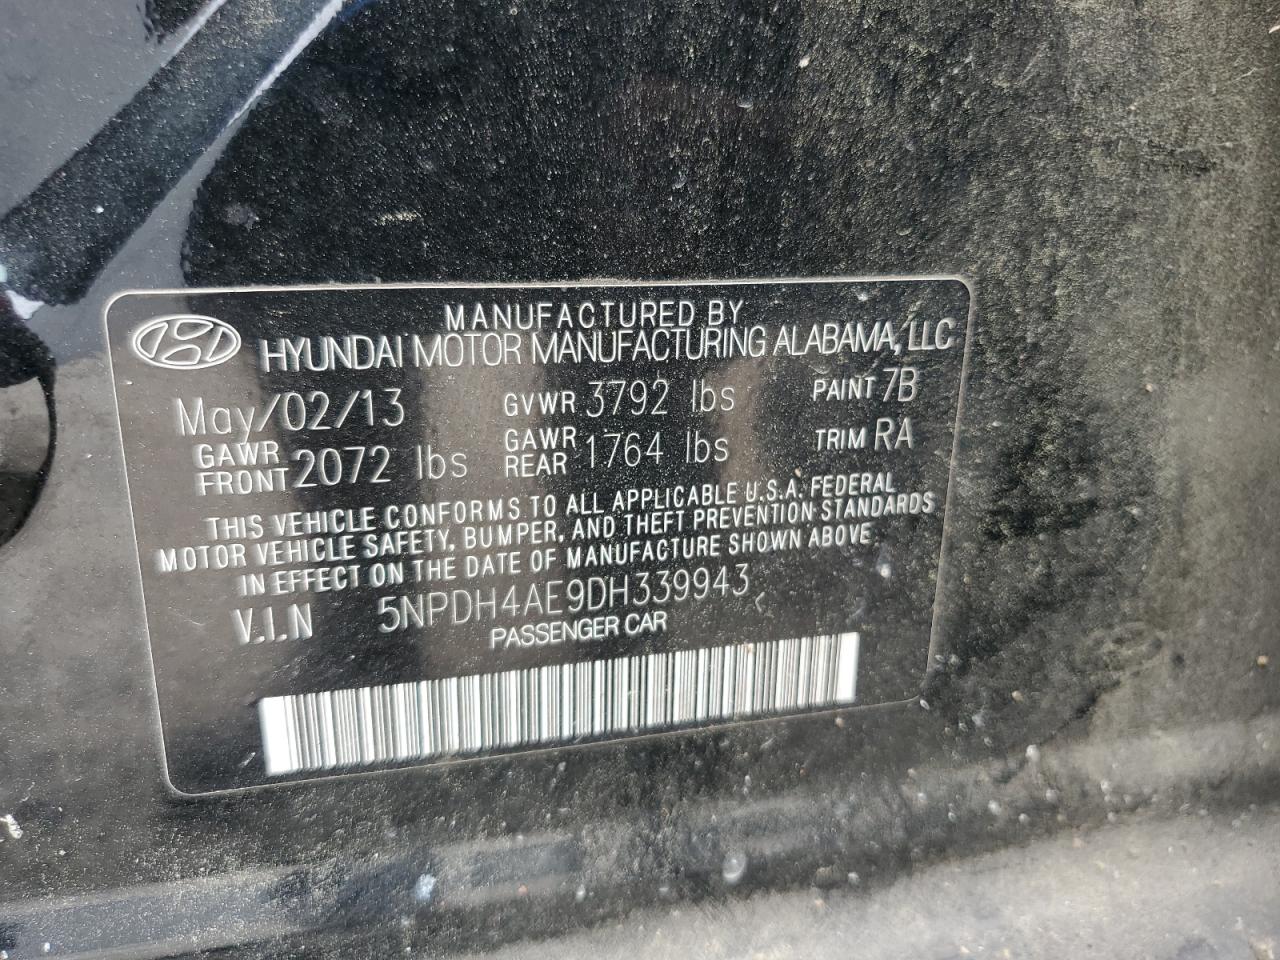 MANUFACTURED BY
HYUNDAI MOTOR MANUFACTURING ALABAMA, LLC
May/02/13 GVWR 3792 lbs PAINT 7B
GAWR FRONT 2072 lbs GAWR REAR 1764 lbs TRIM RA
THIS VEHICLE CONFORMS TO ALL APPLICABLE U.S.A. FEDERAL
MOTOR VEHICLE SAFETY, BUMPER, AND THEFT PREVENTION STANDARDS
IN EFFECT ON THE DATE OF MANUFACTURE SHOWN ABOVE.
V.I.N 5NPDH4AE9DH339943
PASSENGER CAR